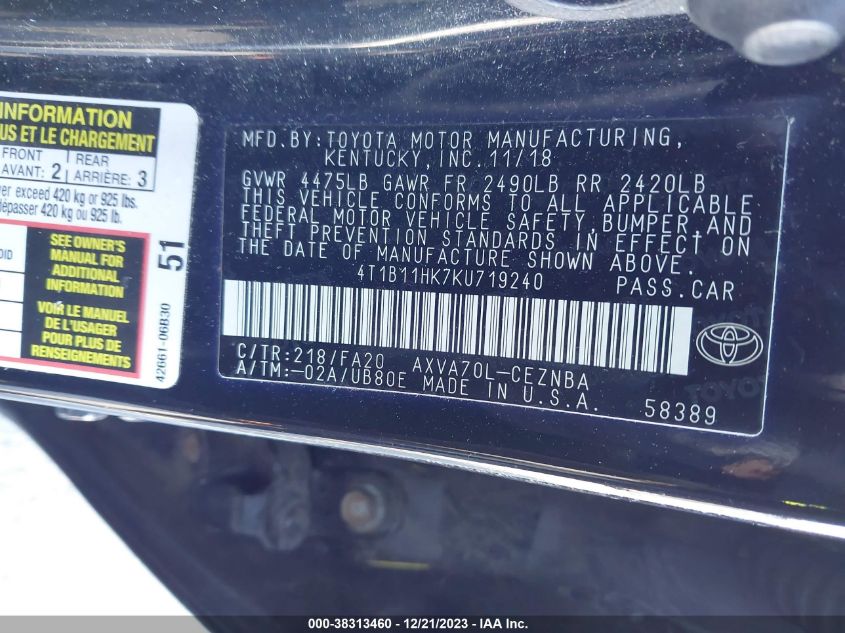 INFORMATION
US ET LE CHARGEMENT
FRONT
AVANT: 2
REAR
ARRIÈRE: 3
er exceed 420 kg or 925 lbs.
dépasser 420 kg ou 925 lb.
OID
SEE OWNER'S
MANUAL FOR
ADDITIONAL
INFORMATION
VOIR LE MANUEL
DE L'USAGER
POUR PLUS DE
RENSEIGNEMENTS
51
42661-06B30
MFD.BY:TOYOTA MOTOR MANUFACTURING,
KENTUCKY,INC.11/18
GVWR 4475LB GAWR FR 2490LB RR 2420LB
THIS VEHICLE CONFORMS TO ALL APPLICABLE
FEDERAL MOTOR VEHICLE SAFETY,BUMPER,AND
THEFT PREVENTION STANDARDS IN EFFECT ON
THE DATE OF MANUFACTURE SHOWN ABOVE.
4T1B11HK7KU719240 PASS.CAR
C/TR:218/FA20 AXVA70L-CEZNBA
A/TM:-02A/UB80E MADE IN U.S.A. 58389
TOYOTA
000-38313460 - 12/21/2023 - IAA Inc.